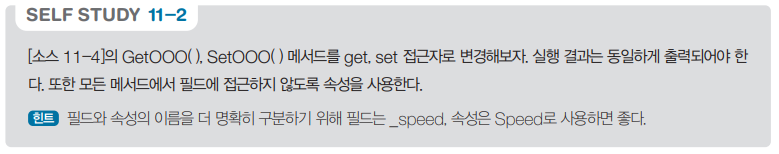 SELF STUDY 11-2
[소스 11-4]의 GetOOO( ), SetOOO( ) 메서드를 get, set 접근자로 변경해보자. 실행 결과는 동일하게 출력되어야 한
다. 또한 모든 메서드에서 필드에 접근하지 않도록 속성을 사용한다.
힌트 필드와 속성의 이름을 더 명확히 구분하기 위해 필드는 _speed, 속성은 Speed로 사용하면 좋다.